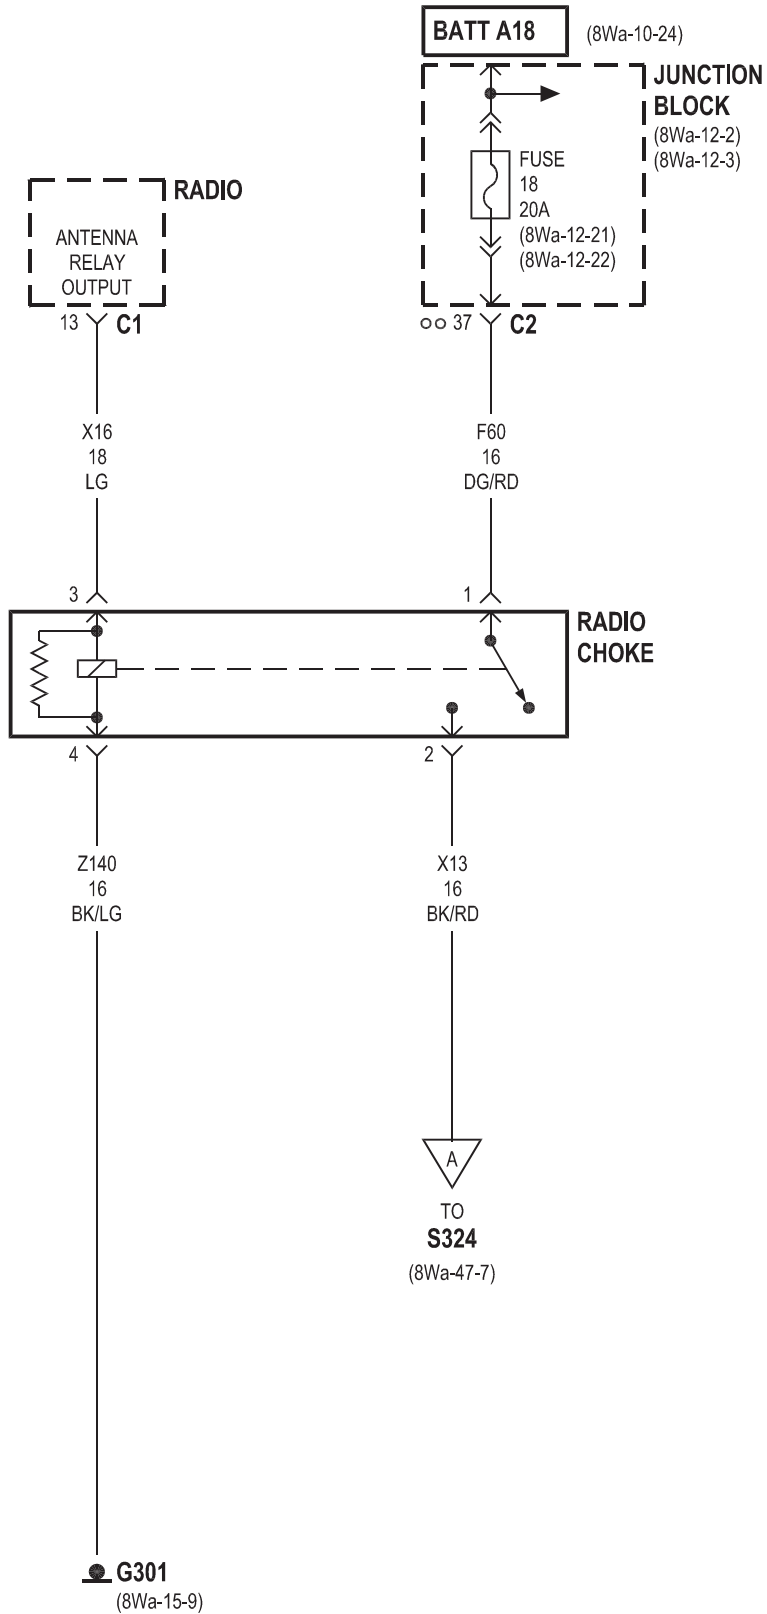 BATT A18
(8Wa-10-24)
JUNCTION
BLOCK
(8Wa-12-2)
(8Wa-12-3)
FUSE
18
20A
(8Wa-12-21)
(8Wa-12-22)
RADIO
ANTENNA
RELAY
OUTPUT
13 C1
37 C2
X16
18
LG
F60
16
DG/RD
3
1
RADIO
CHOKE
4
2
Z140
16
BK/LG
X13
16
BK/RD
A
TO
S324
(8Wa-47-7)
G301
(8Wa-15-9)